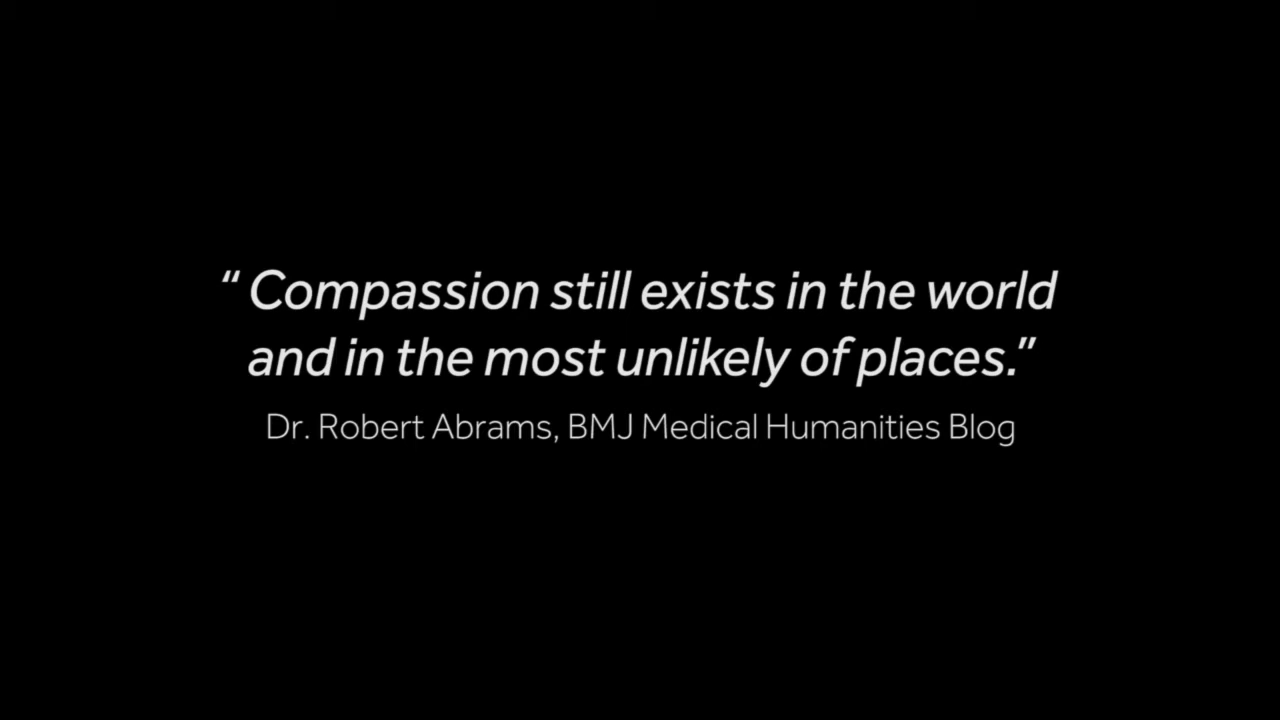 “ Compassion still exists in the world
and in the most unlikely of places.”
Dr. Robert Abrams, BMJ Medical Humanities Blog